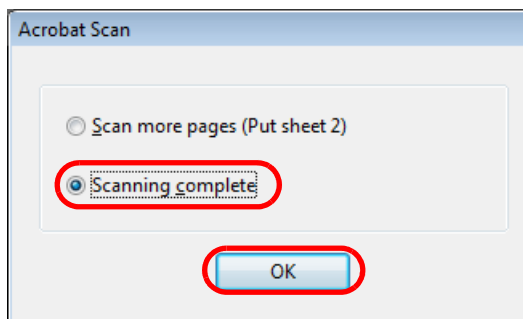 Acrobat Scan
Scan more pages (Put sheet 2)
Scanning complete
OK